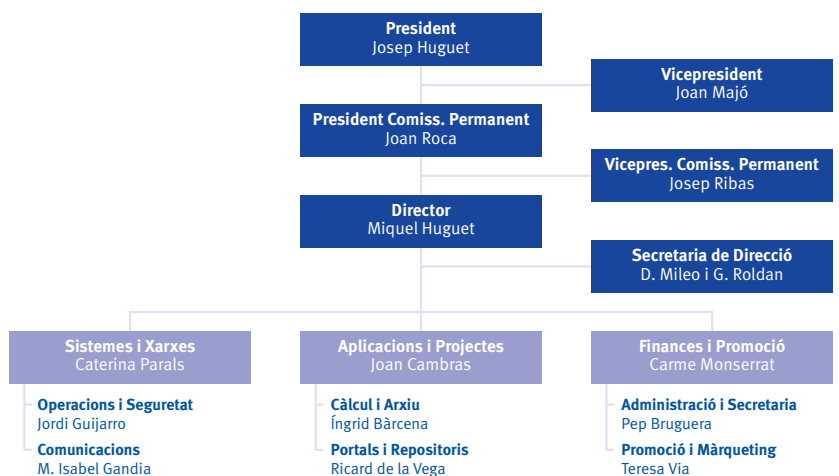 President
Josep Huguet
Vicepresident
Joan Majó
President Comiss. Permanent
Joan Roca
Vicepres. Comiss. Permanent
Josep Ribas
Director
Miquel Huguet
Secretaria de Direcció
D. Mileo i G. Roldan
Sistemes i Xarxes
Caterina Parals
Operacions i Seguretat
Jordi Guijarro
Comunicacions
M. Isabel Gandia
Aplicacions i Projectes
Joan Cambras
Càlcul i Arxiu
Íngrid Bàrcena
Portals i Repositoris
Ricard de la Vega
Finances i Promoció
Carme Monserrat
Administració i Secretaria
Pep Bruguera
Promoció i Màrqueting
Teresa Via